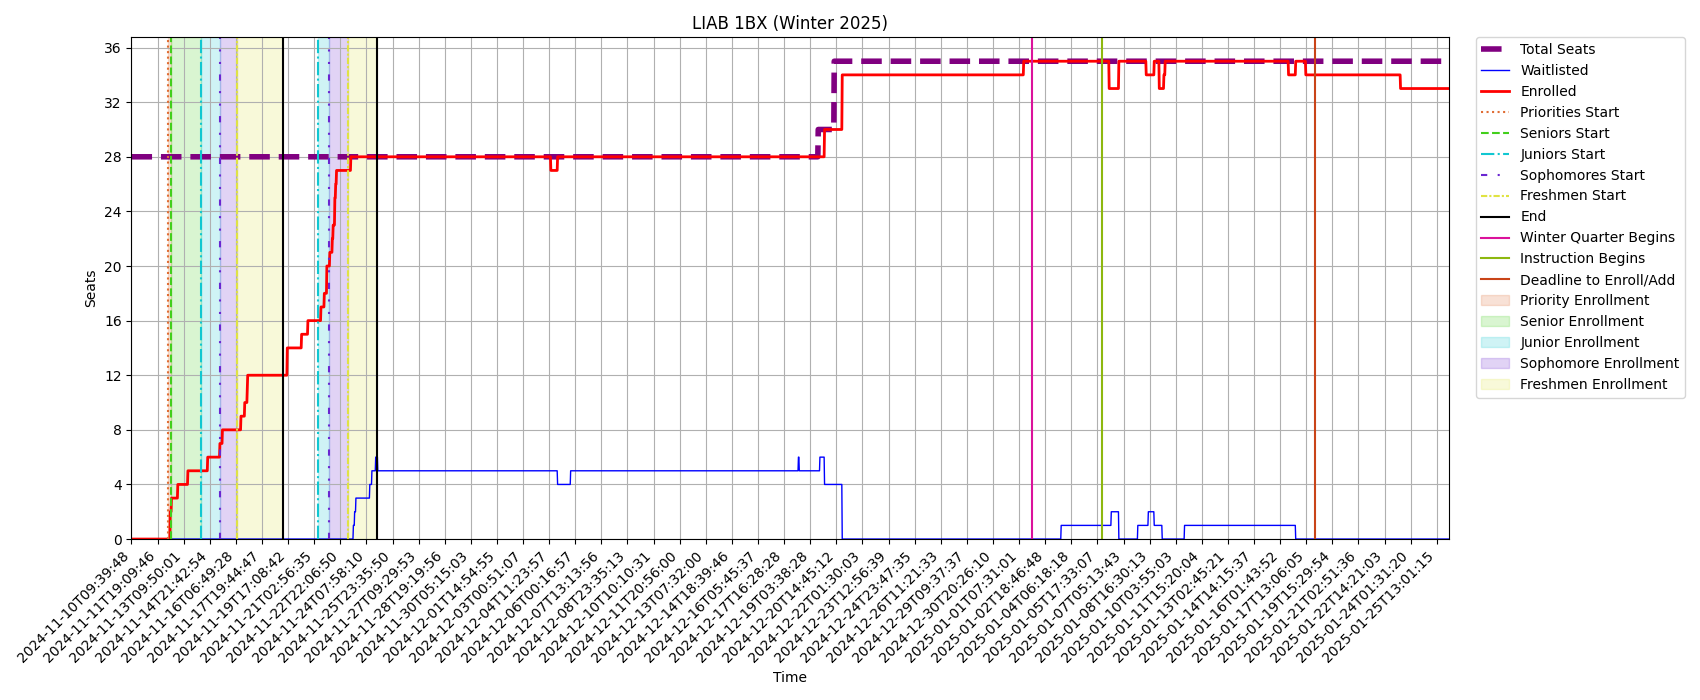 LIAB 1BX (Winter 2025)
36
32
28
24
20
16
12
8
4
0
Seats
2024-11-10T09:39:48
2024-11-11T19:09:46
2024-11-13T09:50:01
2024-11-14T21:42:54
2024-11-16T06:49:28
2024-11-17T19:44:47
2024-11-19T17:08:42
2024-11-21T02:56:35
2024-11-22T22:06:50
2024-11-24T07:58:10
2024-11-25T23:35:50
2024-11-27T09:29:53
2024-11-28T19:19:56
2024-11-30T05:15:03
2024-12-01T14:54:55
2024-12-03T00:51:07
2024-12-04T11:23:57
2024-12-06T00:16:57
2024-12-07T13:13:56
2024-12-08T23:35:13
2024-12-10T10:10:31
2024-12-11T20:56:00
2024-12-13T07:32:00
2024-12-14T18:39:46
2024-12-16T05:45:37
2024-12-17T16:28:28
2024-12-19T03:38:28
2024-12-20T14:45:12
2024-12-22T01:30:03
2024-12-23T12:56:39
2024-12-24T23:47:35
2024-12-26T11:21:33
2024-12-29T09:37:37
2024-12-30T20:26:10
2025-01-01T07:31:01
2025-01-02T18:46:48
2025-01-04T06:18:18
2025-01-05T17:33:07
2025-01-07T05:13:43
2025-01-08T16:30:13
2025-01-10T03:55:03
2025-01-11T15:20:04
2025-01-13T02:45:21
2025-01-14T14:15:37
2025-01-16T01:43:52
2025-01-17T13:06:05
2025-01-19T15:29:54
2025-01-21T02:51:36
2025-01-22T14:21:03
2025-01-24T01:31:20
2025-01-25T13:01:15
Time
Total Seats
Waitlisted
Enrolled
Priorities Start
Seniors Start
Juniors Start
Sophomores Start
Freshmen Start
End
Winter Quarter Begins
Instruction Begins
Deadline to Enroll/Add
Priority Enrollment
Senior Enrollment
Junior Enrollment
Sophomore Enrollment
Freshmen Enrollment